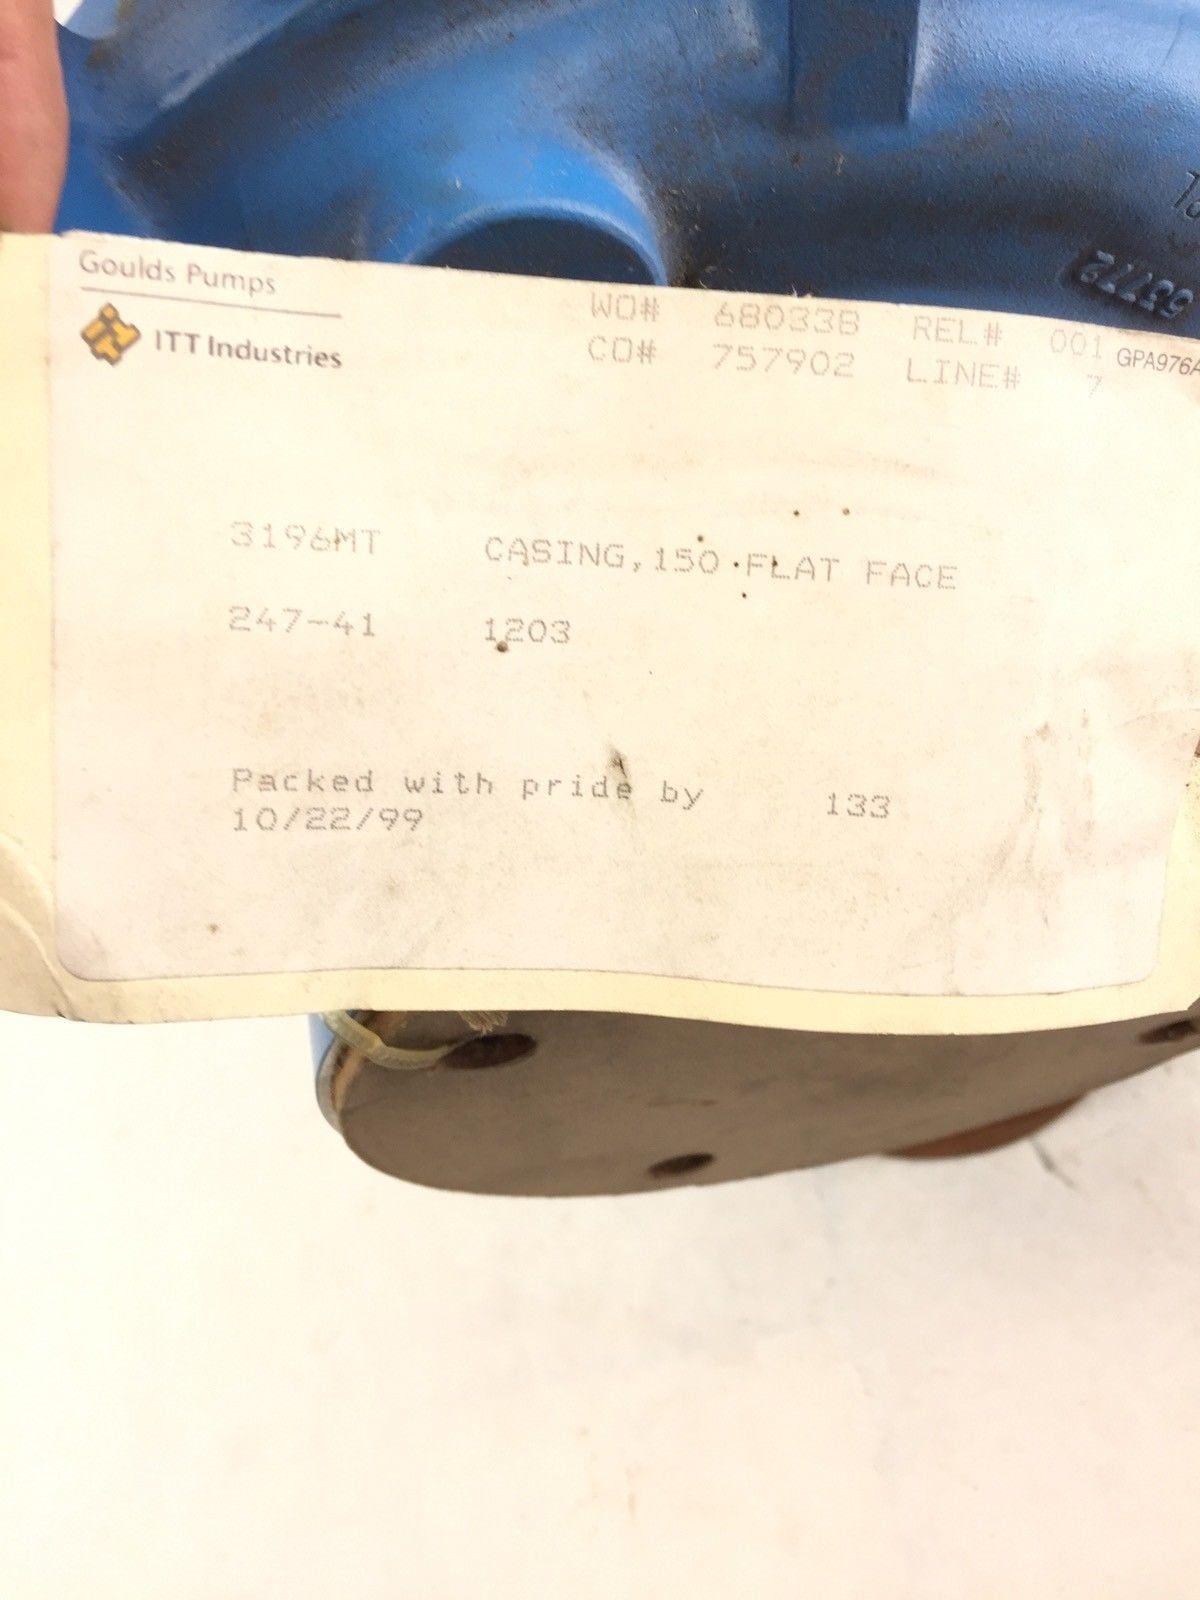 Goulds Pumps
ITT Industries
WO# 680338 REL# 001
CO# 757902 LINE# 7
GPA976A
3196MT CASING, 150 FLAT FACE
247-41 1203
Packed with pride by 133
10/22/99